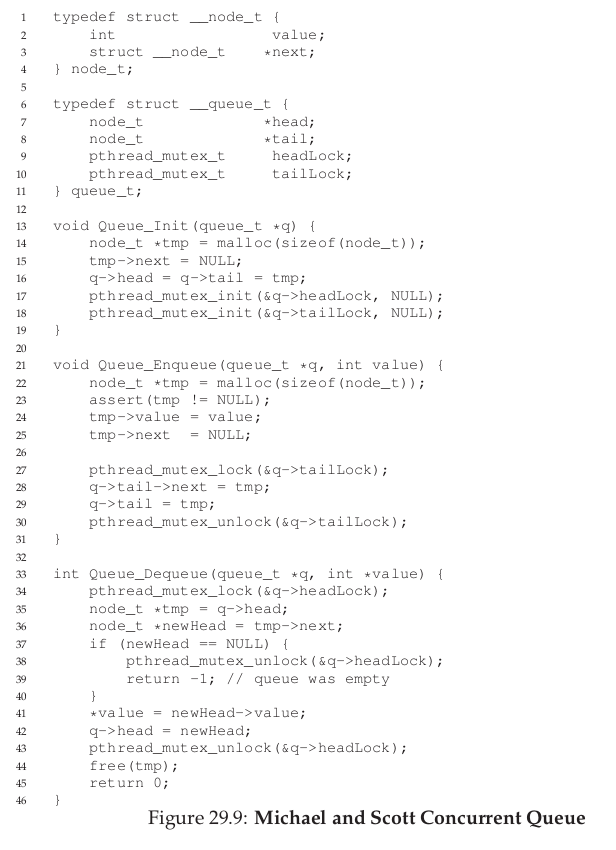 1 typedef struct __node_t {
2     int                 value;
3     struct __node_t    *next;
4 } node_t;
5
6 typedef struct __queue_t {
7     node_t             *head;
8     node_t             *tail;
9     pthread_mutex_t     headLock;
10     pthread_mutex_t     tailLock;
11 } queue_t;
12
13 void Queue_Init(queue_t *q) {
14     node_t *tmp = malloc(sizeof(node_t));
15     tmp->next = NULL;
16     q->head = q->tail = tmp;
17     pthread_mutex_init(&q->headLock, NULL);
18     pthread_mutex_init(&q->tailLock, NULL);
19 }
20
21 void Queue_Enqueue(queue_t *q, int value) {
22     node_t *tmp = malloc(sizeof(node_t));
23     assert(tmp != NULL);
24     tmp->value = value;
25     tmp->next  = NULL;
26
27     pthread_mutex_lock(&q->tailLock);
28     q->tail->next = tmp;
29     q->tail = tmp;
30     pthread_mutex_unlock(&q->tailLock);
31 }
32
33 int Queue_Dequeue(queue_t *q, int *value) {
34     pthread_mutex_lock(&q->headLock);
35     node_t *tmp = q->head;
36     node_t *newHead = tmp->next;
37     if (newHead == NULL) {
38         pthread_mutex_unlock(&q->headLock);
39         return -1; // queue was empty
40     }
41     *value = newHead->value;
42     q->head = newHead;
43     pthread_mutex_unlock(&q->headLock);
44     free(tmp);
45     return 0;
46 }
Figure 29.9: Michael and Scott Concurrent Queue